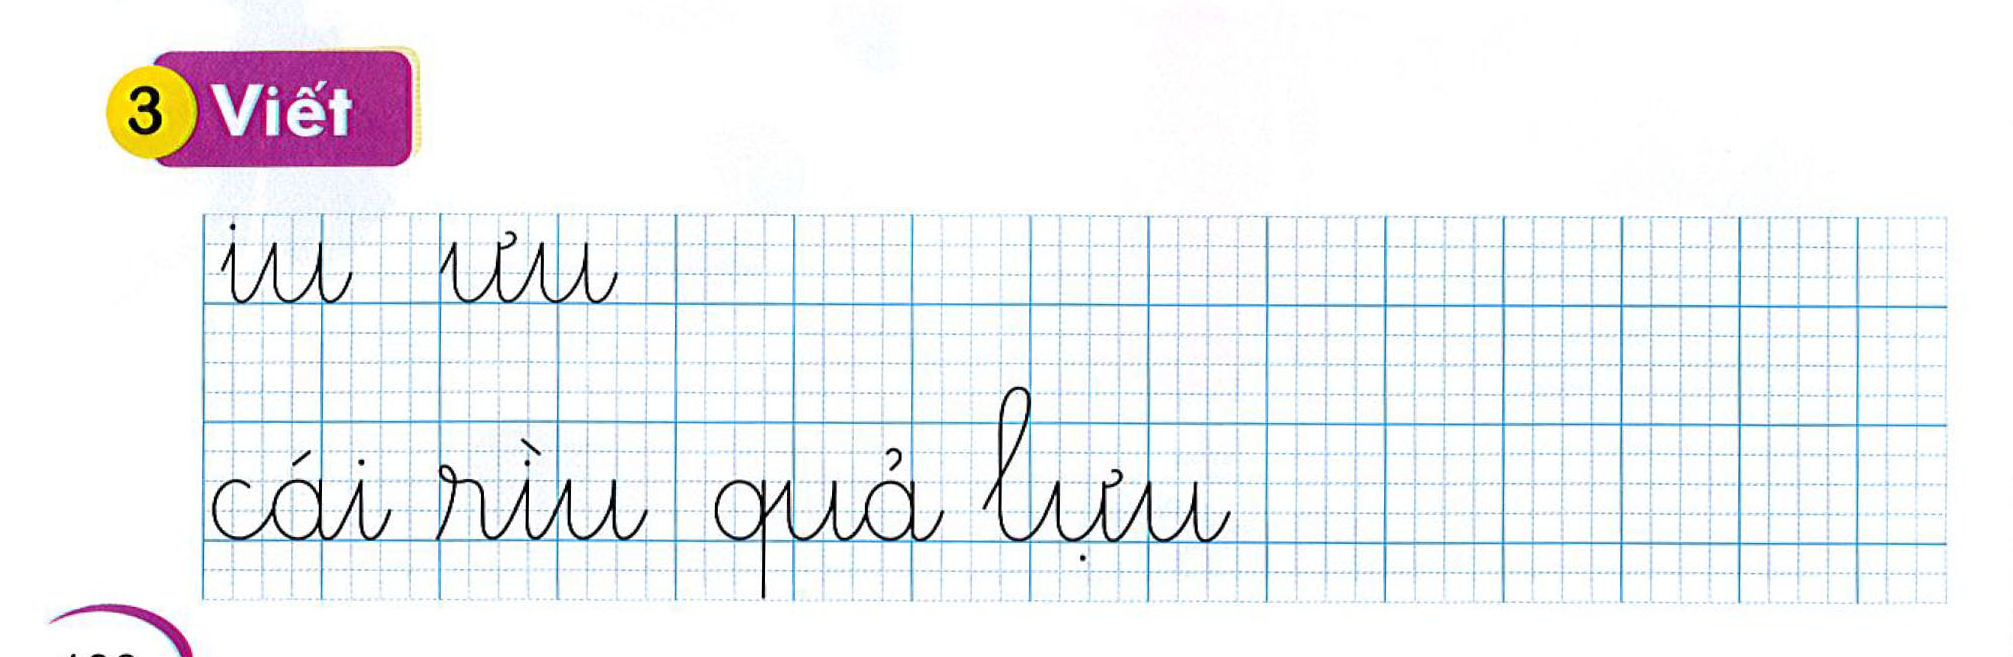 3 Viết
iu ưu
cái rìu quả lựu